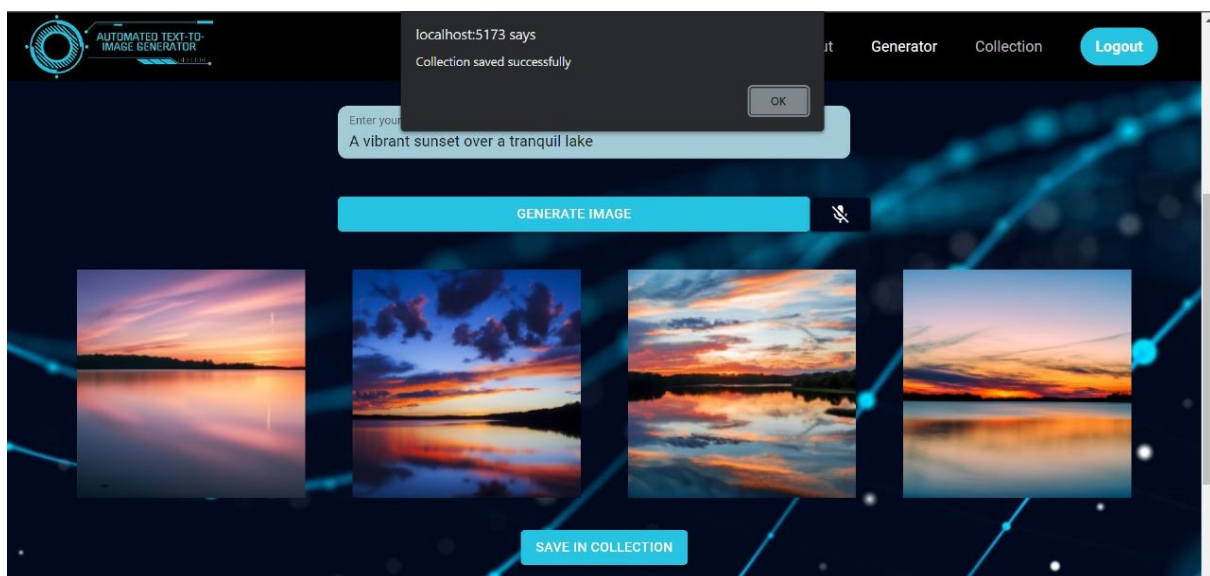 AUTOMATED TEXT-TO-
IMAGE GENERATOR
localhost:5173 says
Collection saved successfully
OK
ut
Generator
Collection
Logout
Enter your
A vibrant sunset over a tranquil lake
GENERATE IMAGE
SAVE IN COLLECTION